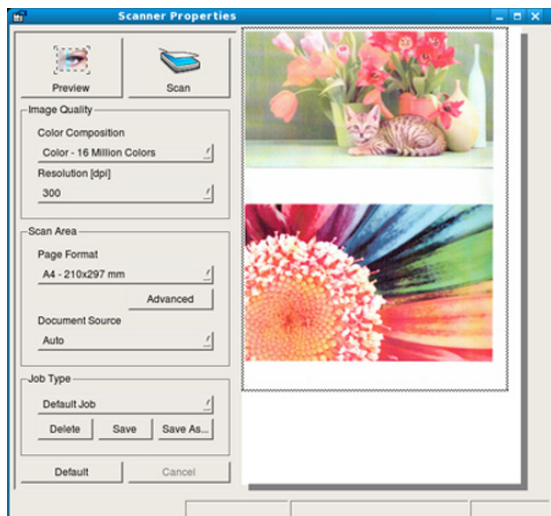 Scanner Properties
Preview
Scan
Image Quality
Color Composition
Color - 16 Million Colors
Resolution [dpi]
300
Scan Area
Page Format
A4 - 210x297 mm
Advanced
Document Source
Auto
Job Type
Default Job
Delete
Save
Save As...
Default
Cancel